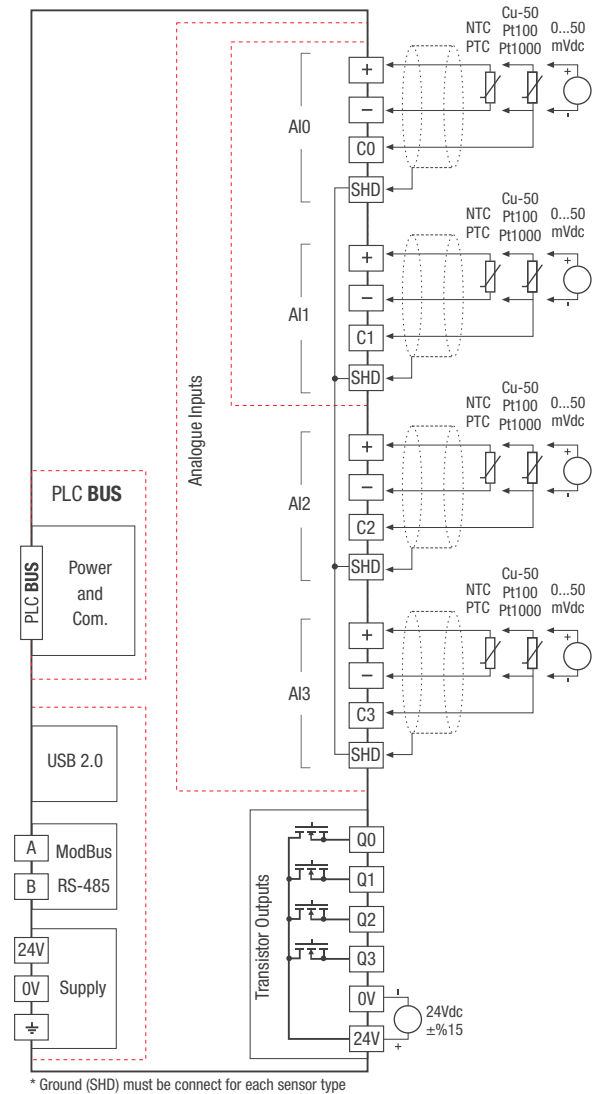 Cu-50
NTC Pt100 0...50
PTC Pt1000 mVdc
+
−
AI0
C0
SHD
+
-
Cu-50
NTC Pt100 0...50
PTC Pt1000 mVdc
+
−
AI1
C1
SHD
+
-
Cu-50
NTC Pt100 0...50
PTC Pt1000 mVdc
+
−
AI2
C2
SHD
+
-
Cu-50
NTC Pt100 0...50
PTC Pt1000 mVdc
+
−
AI3
C3
SHD
+
-
Analogue Inputs
PLC BUS
PLC BUS
Power
and
Com.
USB 2.0
A
B
ModBus
RS-485
24V
0V
Supply
Transistor Outputs
Q0
Q1
Q2
Q3
0V
24V
-
+
24Vdc
±%15
* Ground (SHD) must be connect for each sensor type